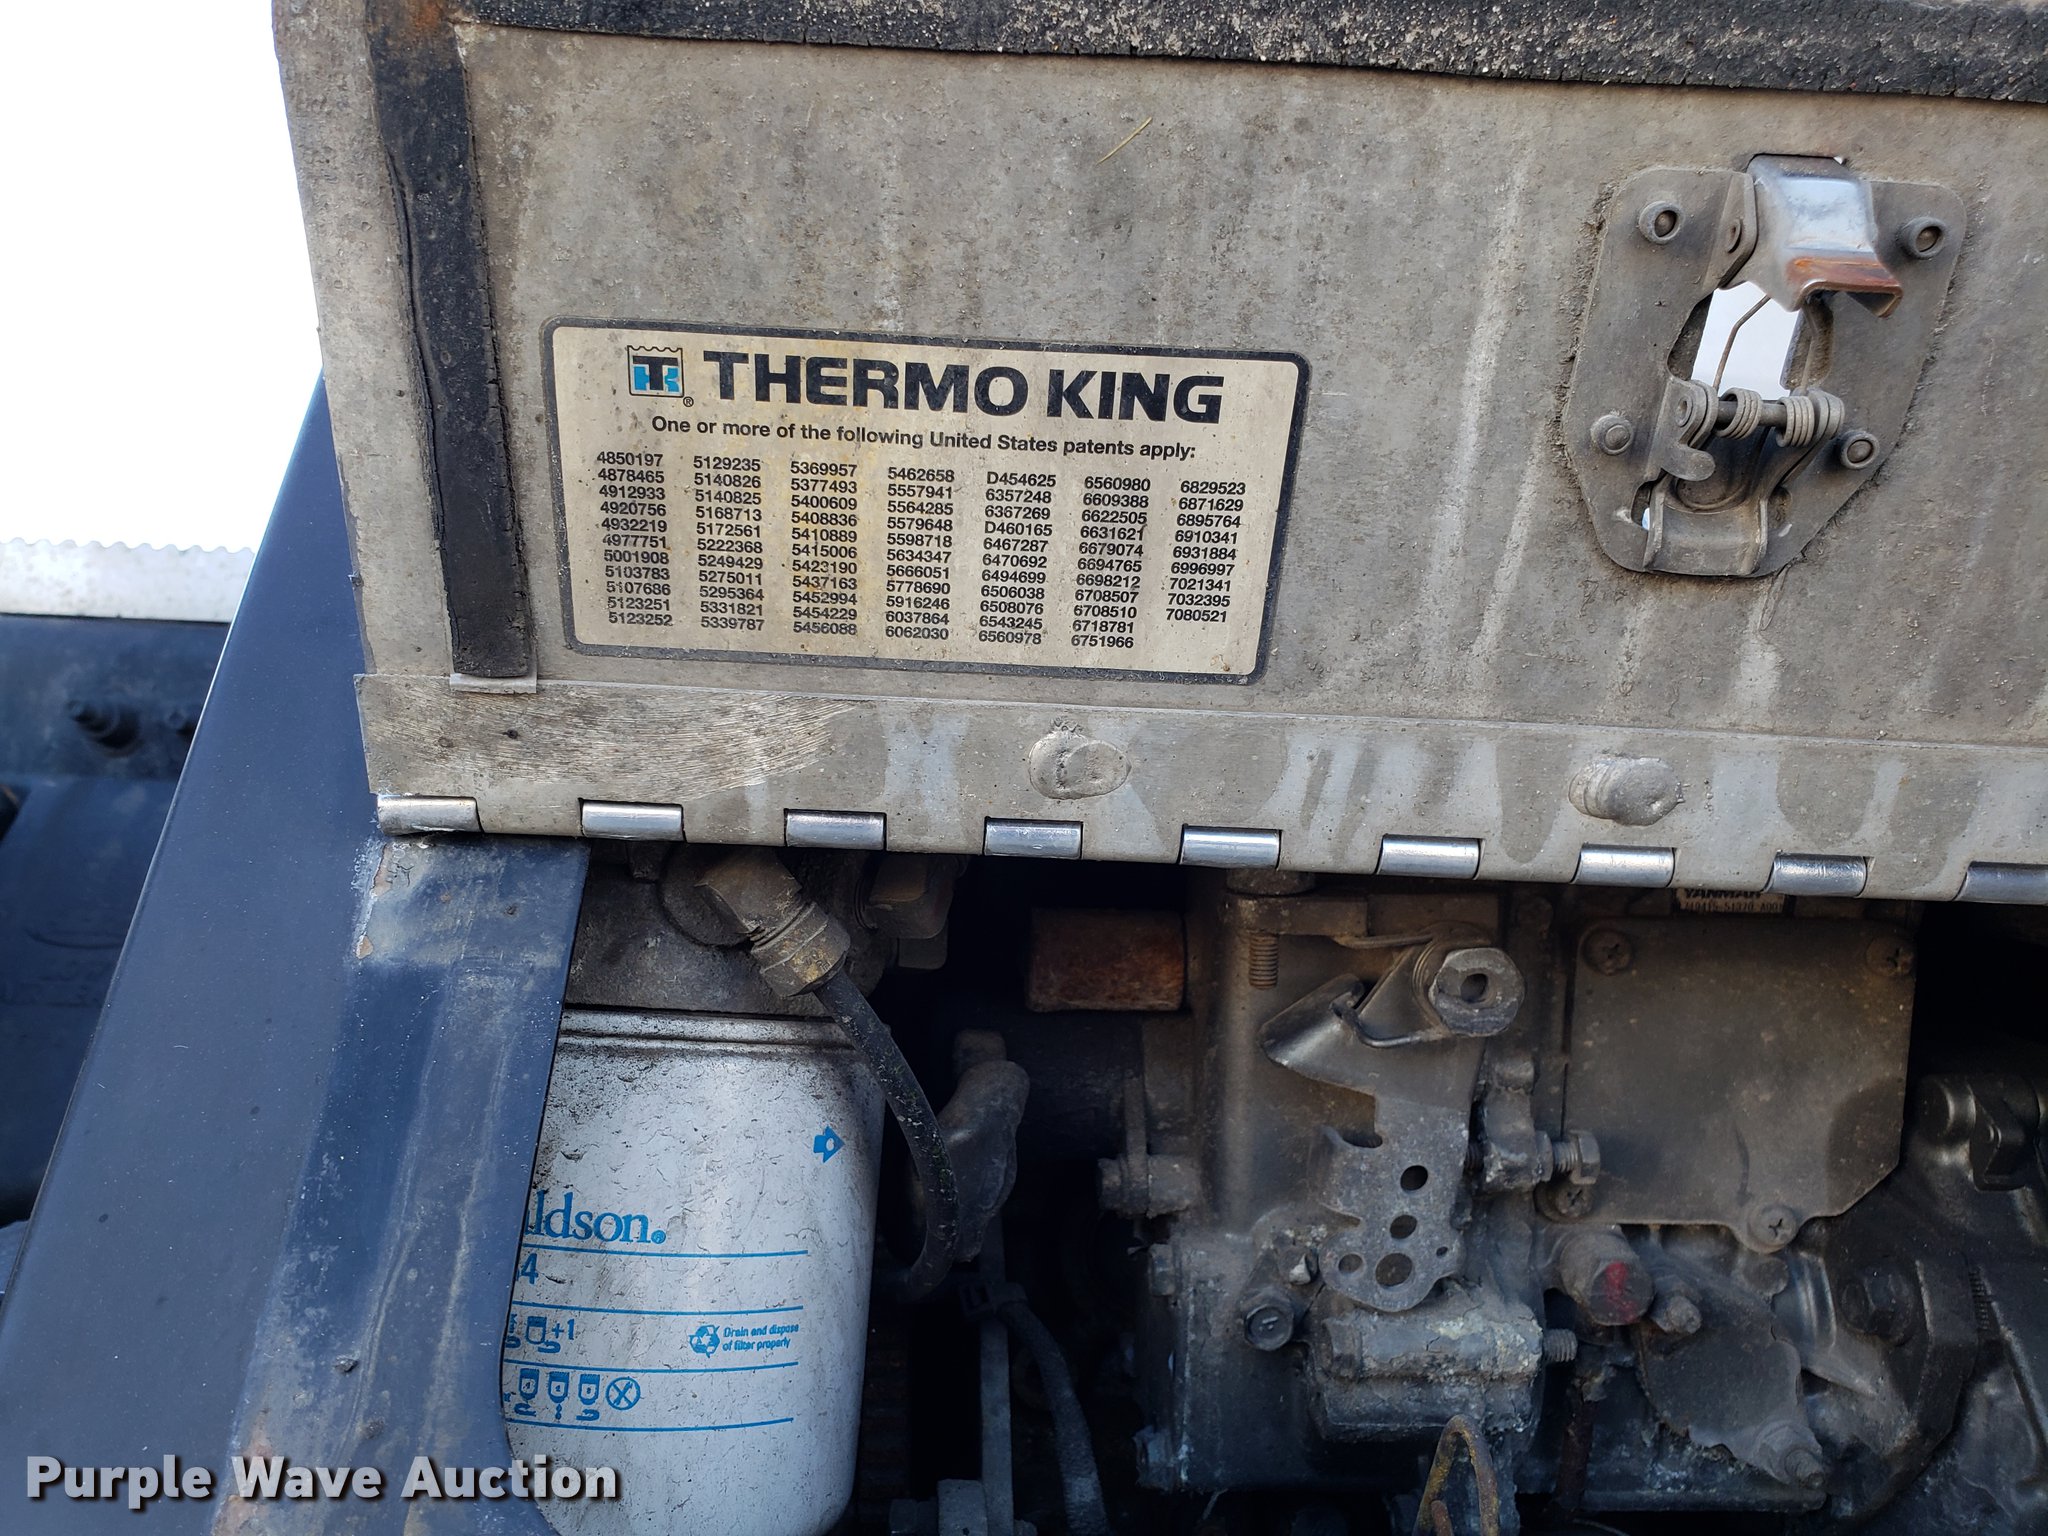 TK® THERMO KING
One or more of the following United States patents apply:
4850197 5129235 5369957 5462658 D454625 6560980 6829523
4878465 5140826 5377493 5557941 6357248 6609388 6871629
4912933 5140825 5400609 5564285 6367269 6622505 6895764
4920756 5168713 5408836 5579648 D460165 6631621 6910341
4932219 5172561 5410889 5598718 6467287 6679074 6931884
4977751 5222368 5415006 5634347 6470692 6694765 6996997
5001908 5249429 5423190 5666051 6494699 6698212 7021341
5103783 5275011 5437163 5778690 6506038 6708507 7032395
5107686 5295364 5452994 5916246 6508076 6708510 7080521
5123251 5331821 5454229 6037864 6543245 6718781
5123252 5339787 5456088 6062030 6560978 6751966
YANMAR
ldson®
4
+1
Drain and dispose
of filter properly
Purple Wave Auction